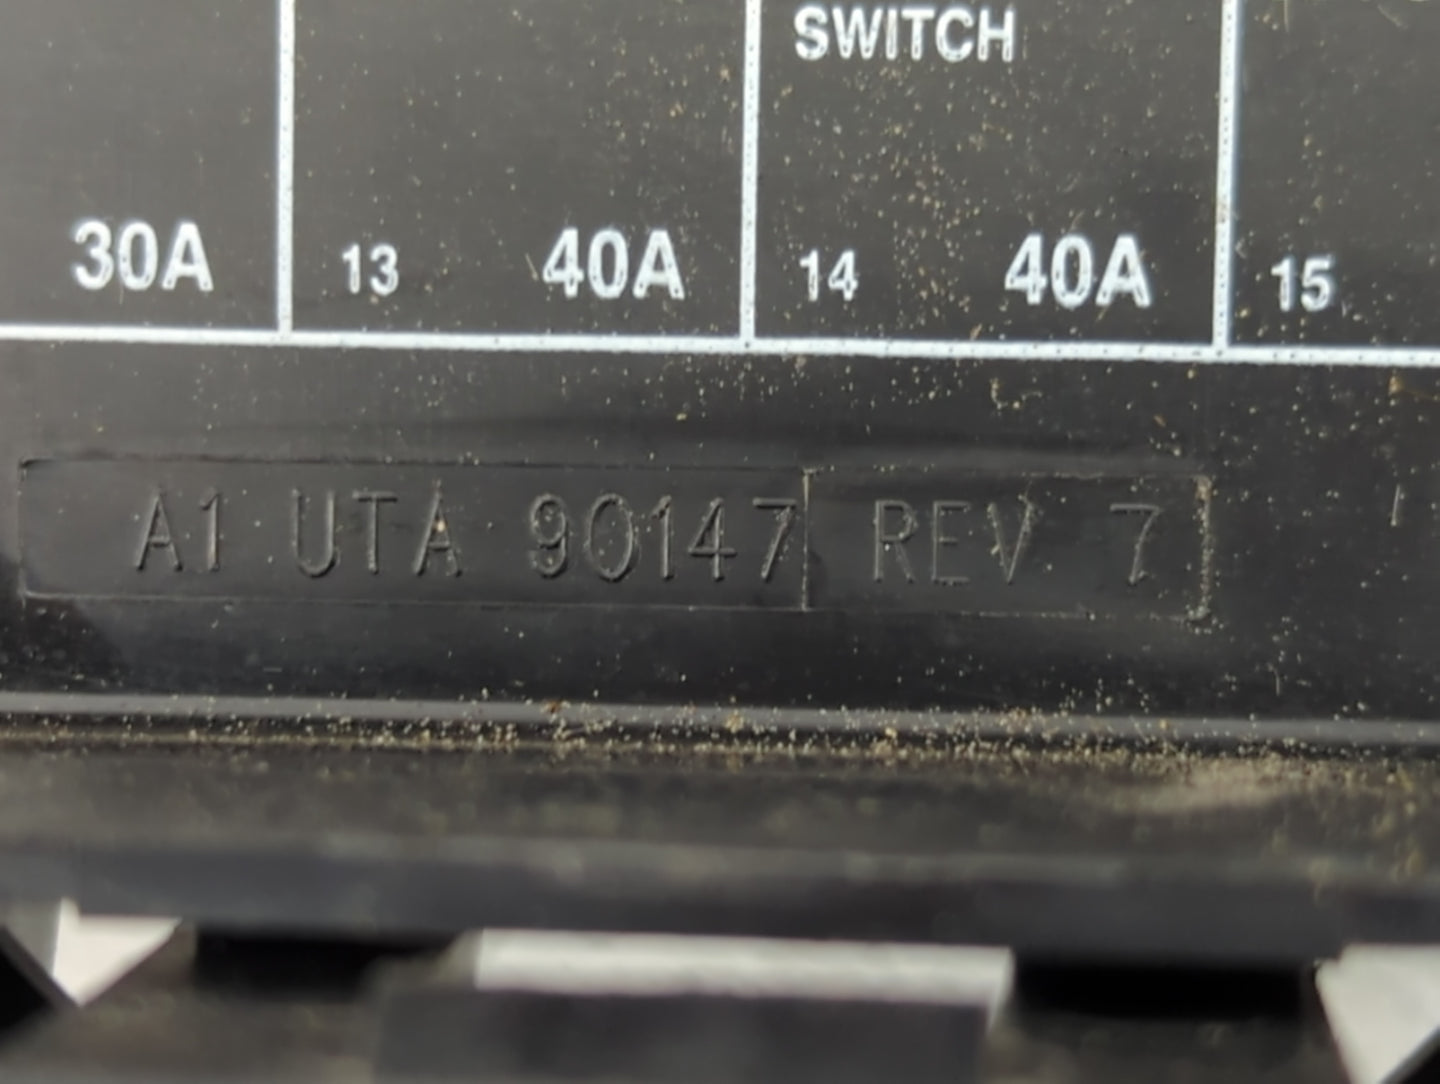 SWITCH
30A 13 40A 14 40A 15
A1 UTA 90147 REV 7